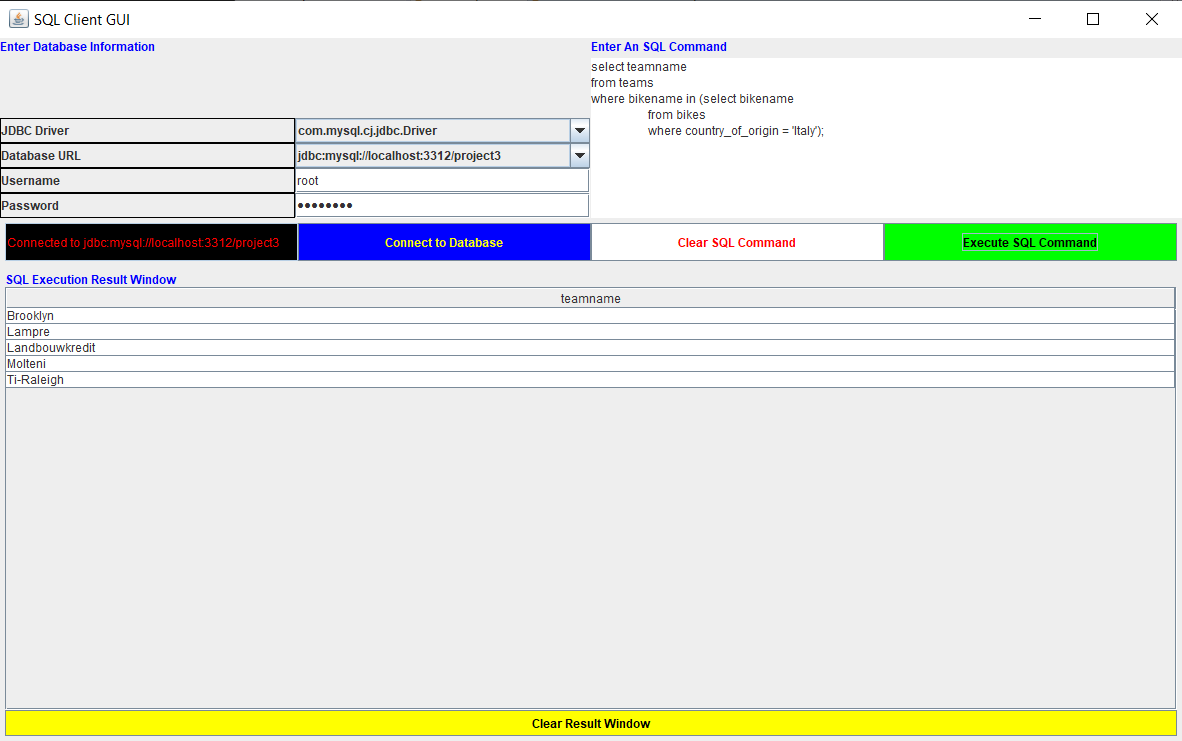 SQL Client GUI
Enter Database Information
Enter An SQL Command
select teamname
from teams
where bikename in (select bikename
from bikes
where country_of_origin = 'Italy');
JDBC Driver
com.mysql.cj.jdbc.Driver
Database URL
jdbc:mysql://localhost:3312/project3
Username
root
Password
••••••••
Connected to jdbc:mysql://localhost:3312/project3
Connect to Database
Clear SQL Command
Execute SQL Command
SQL Execution Result Window
teamname
Brooklyn
Lampre
Landbouwkredit
Molteni
Ti-Raleigh
Clear Result Window